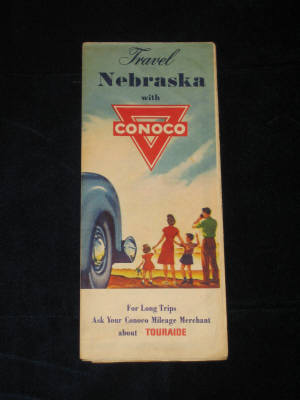 Travel
Nebraska
with
CONOCO
For Long Trips
Ask Your Conoco Mileage Merchant
about TOURAIDE